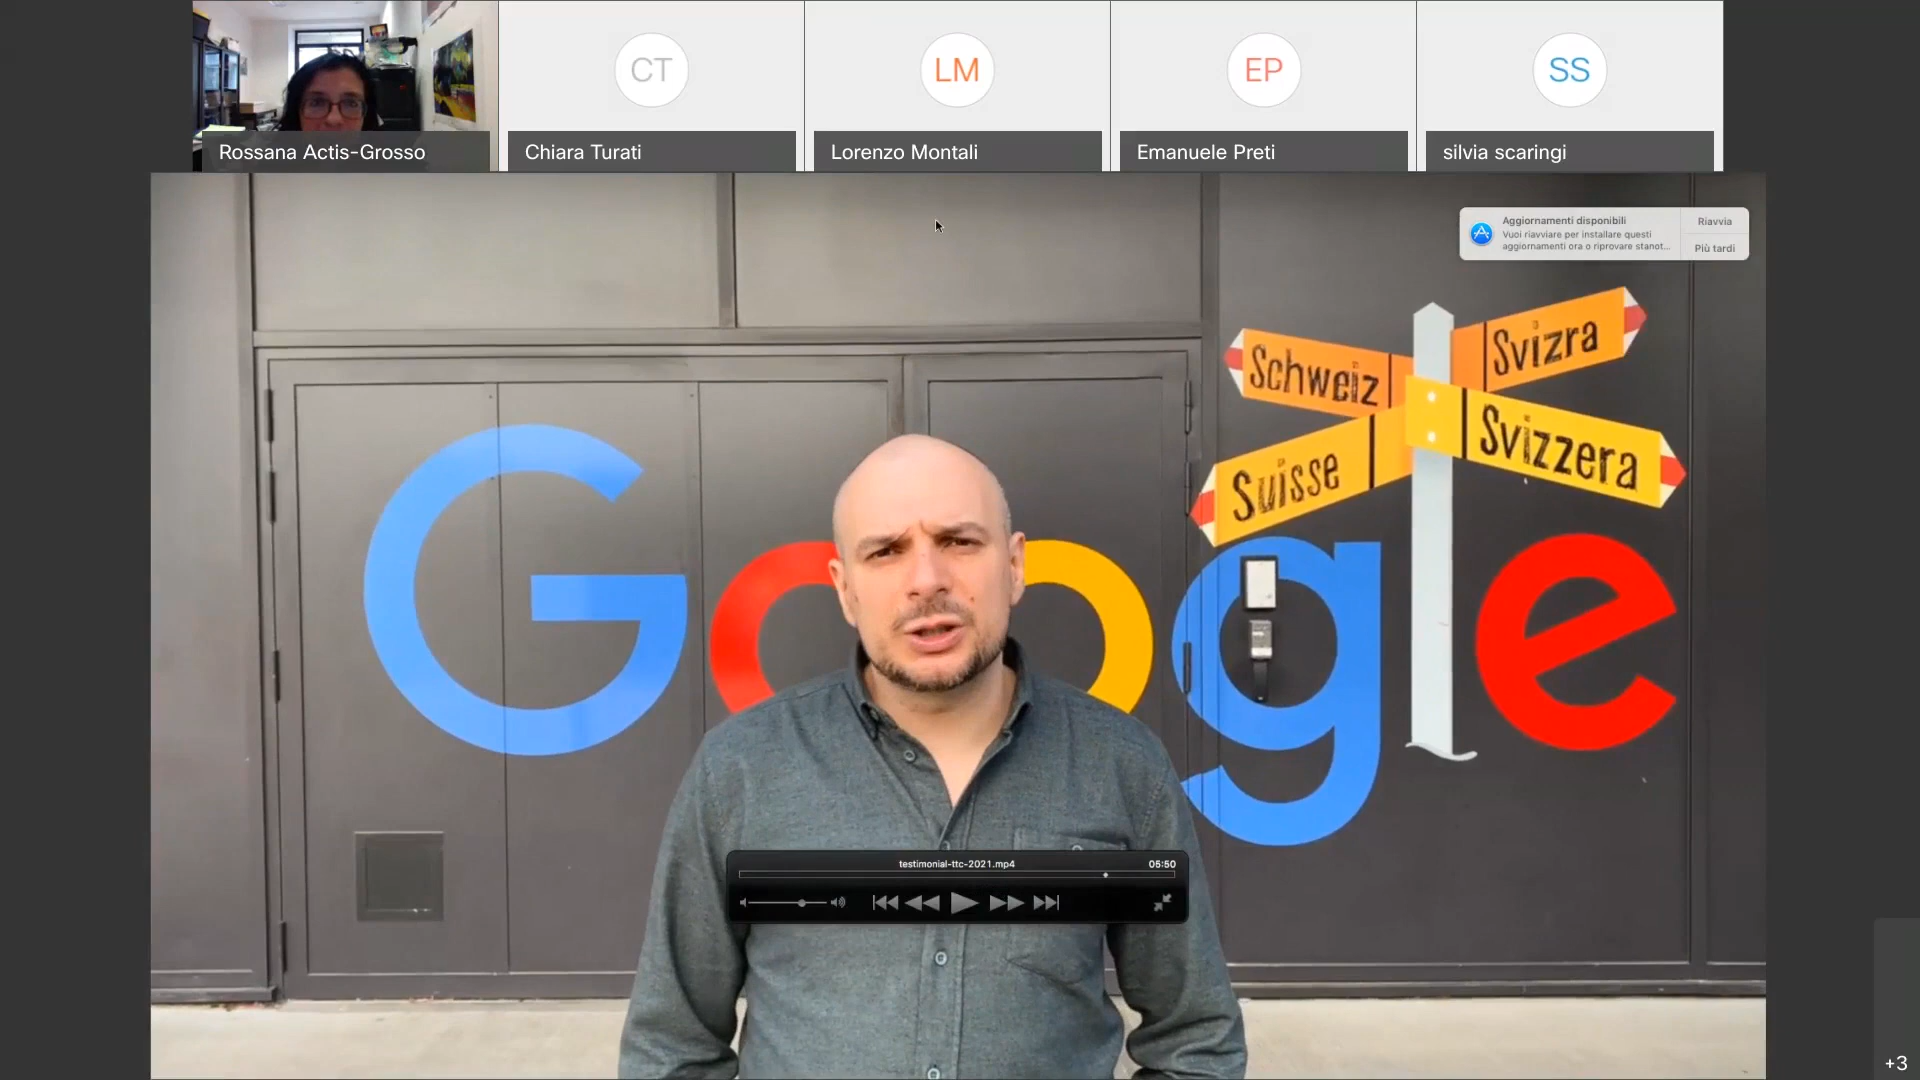 CT
LM
EP
SS
Rossana Actis-Grosso
Chiara Turati
Lorenzo Montali
Emanuele Preti
silvia scaringi
Aggiornamenti disponibili
Vuoi riavviare per installare questi
aggiornamenti ora o riprovare stanot...
Riavvia
Più tardi
Schweiz
Svizra
Suisse
Svizzera
Google
testimonial-ttc-2021.mp4
05:50
+3